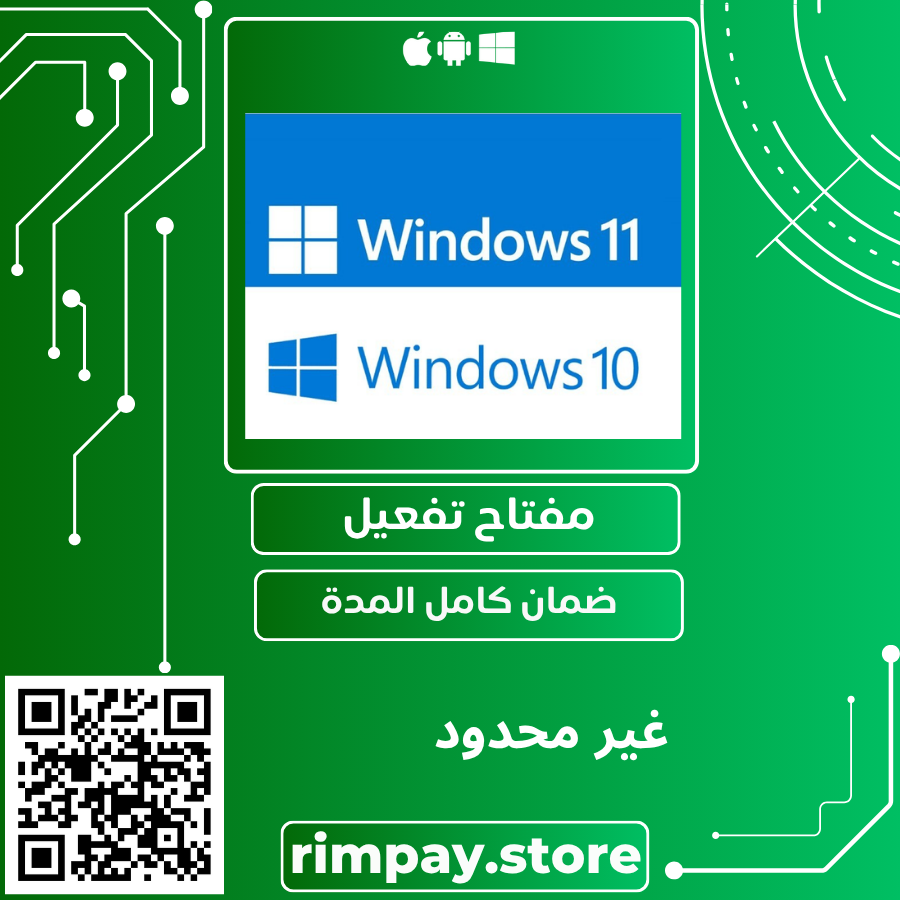 Windows 11
Windows 10
مفتاح تفعيل
ضمان كامل المدة
غير محدود
rimpay.store